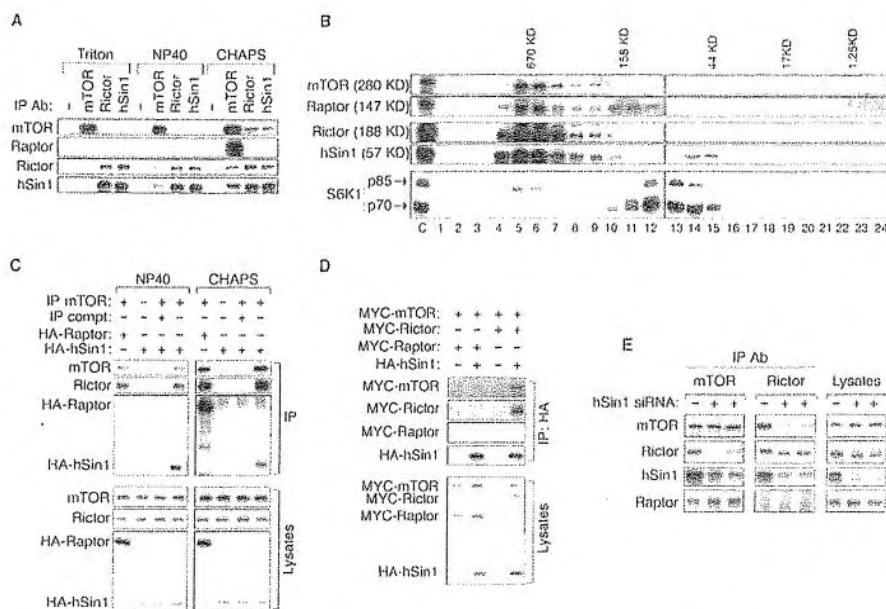 A
Triton NP40 CHAPS
IP Ab: - mTOR Rictor hSin1 - mTOR Rictor hSin1 - mTOR Rictor hSin1
mTOR
Raptor
Rictor
hSin1
B
670 KD 158 KD 44 KD 17KD 1.25KD
mTOR (280 KD)
Raptor (147 KD)
Rictor (188 KD)
hSin1 (57 KD)
S6K1 p85
p70
C 1 2 3 4 5 6 7 8 9 10 11 12 13 14 15 16 17 18 19 20 21 22 23 24
C
NP40 CHAPS
IP mTOR: + - + + + - + +
IP compt: - - + - - - + -
HA-Raptor: + - - - + - - -
HA-hSin1: - + + + - + + +
mTOR
Rictor
HA-Raptor
HA-hSin1
IP
mTOR
Rictor
HA-Raptor
HA-hSin1
Lysates
D
MYC-mTOR: + + + +
MYC-Rictor: - - + +
MYC-Raptor: + + - -
HA-hSin1: - + - +
MYC-mTOR
MYC-Rictor
MYC-Raptor
HA-hSin1
IP: HA
MYC-mTOR
MYC-Rictor
MYC-Raptor
HA-hSin1
Lysates
E
IP Ab
mTOR Rictor Lysates
hSin1 siRNA: - + + - + + - + +
mTOR
Rictor
hSin1
Raptor